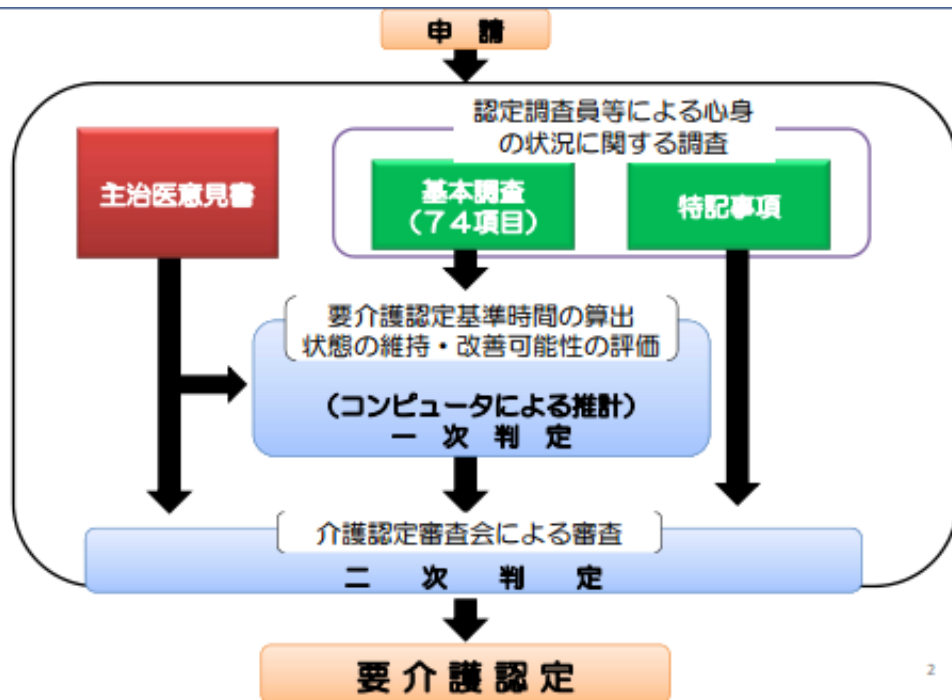 申 請
認定調査員等による心身
の状況に関する調査
主治医意見書
基本調査
(74項目)
特記事項
要介護認定基準時間の算出
状態の維持・改善可能性の評価
(コンピュータによる推計)
一 次 判 定
介護認定審査会による審査
二 次 判 定
要 介 護 認 定
2